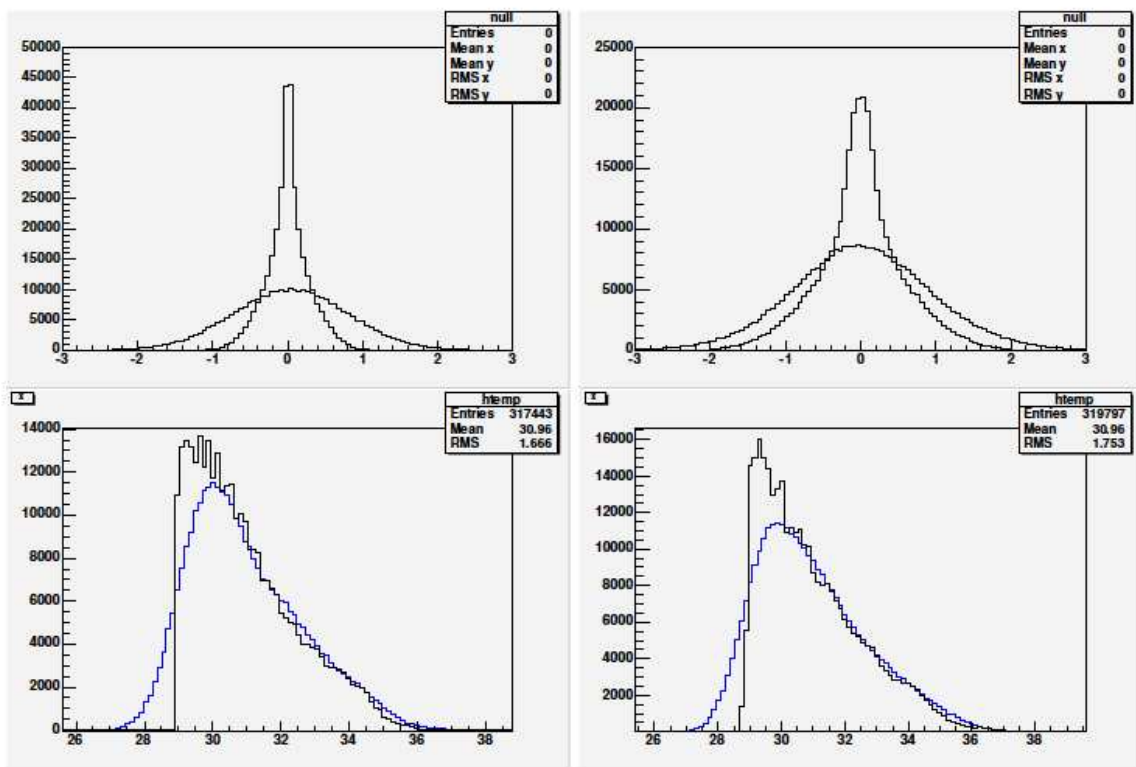 null
Entries 0
Mean x 0
Mean y 0
RMS x 0
RMS y 0
50000
45000
40000
35000
30000
25000
20000
15000
10000
5000
0
-3 -2 -1 0 1 2 3
null
Entries 0
Mean x 0
Mean y 0
RMS x 0
RMS y 0
25000
20000
15000
10000
5000
0
-3 -2 -1 0 1 2 3
x
htemp
Entries 317443
Mean 30.96
RMS 1.666
14000
12000
10000
8000
6000
4000
2000
0
26 28 30 32 34 36 38
x
htemp
Entries 319797
Mean 30.96
RMS 1.753
16000
14000
12000
10000
8000
6000
4000
2000
26 28 30 32 34 36 38